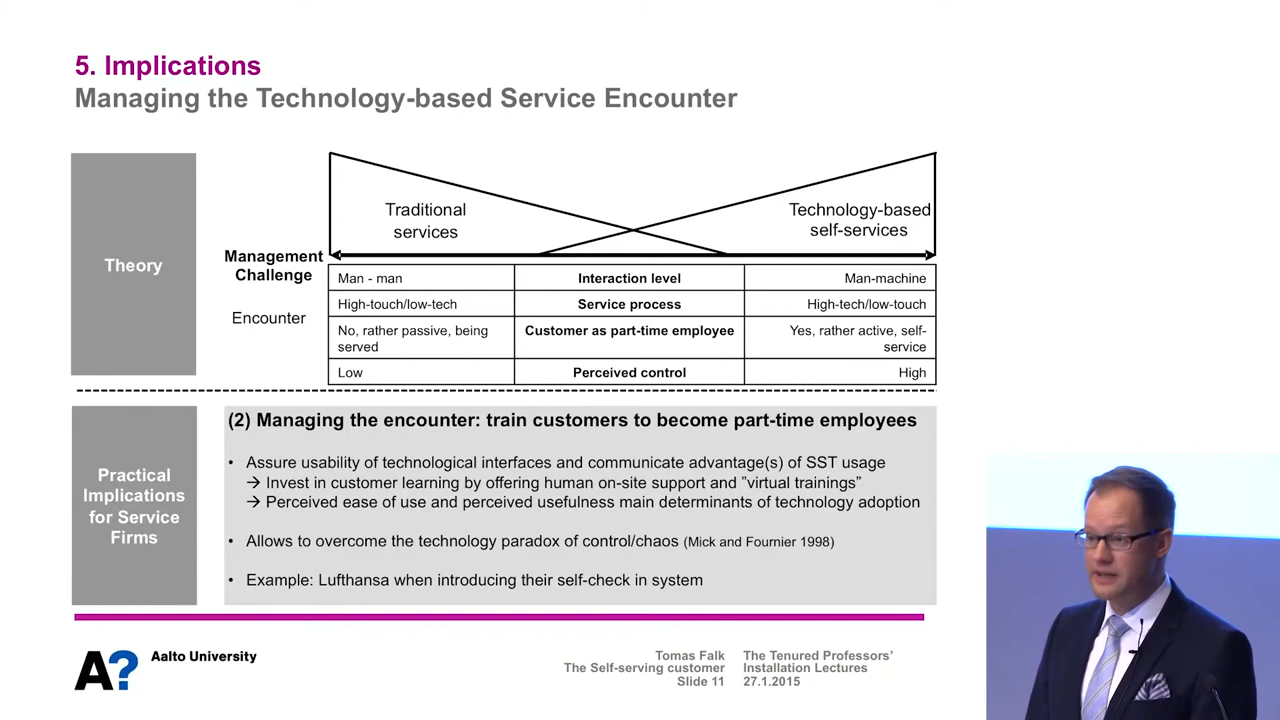 5. Implications
Managing the Technology-based Service Encounter
Theory
Traditional
services
Technology-based
self-services
Management
Challenge
Encounter
Man - man
Interaction level
Man-machine
High-touch/low-tech
Service process
High-tech/low-touch
No, rather passive, being
served
Customer as part-time employee
Yes, rather active, self-
service
Low
Perceived control
High
Practical
Implications
for Service
Firms
(2) Managing the encounter: train customers to become part-time employees
• Assure usability of technological interfaces and communicate advantage(s) of SST usage
→ Invest in customer learning by offering human on-site support and ”virtual trainings”
→ Perceived ease of use and perceived usefulness main determinants of technology adoption
• Allows to overcome the technology paradox of control/chaos (Mick and Fournier 1998)
• Example: Lufthansa when introducing their self-check in system
A?
Aalto University
Tomas Falk
The Self-serving customer
Slide 11
The Tenured Professors’
Installation Lectures
27.1.2015